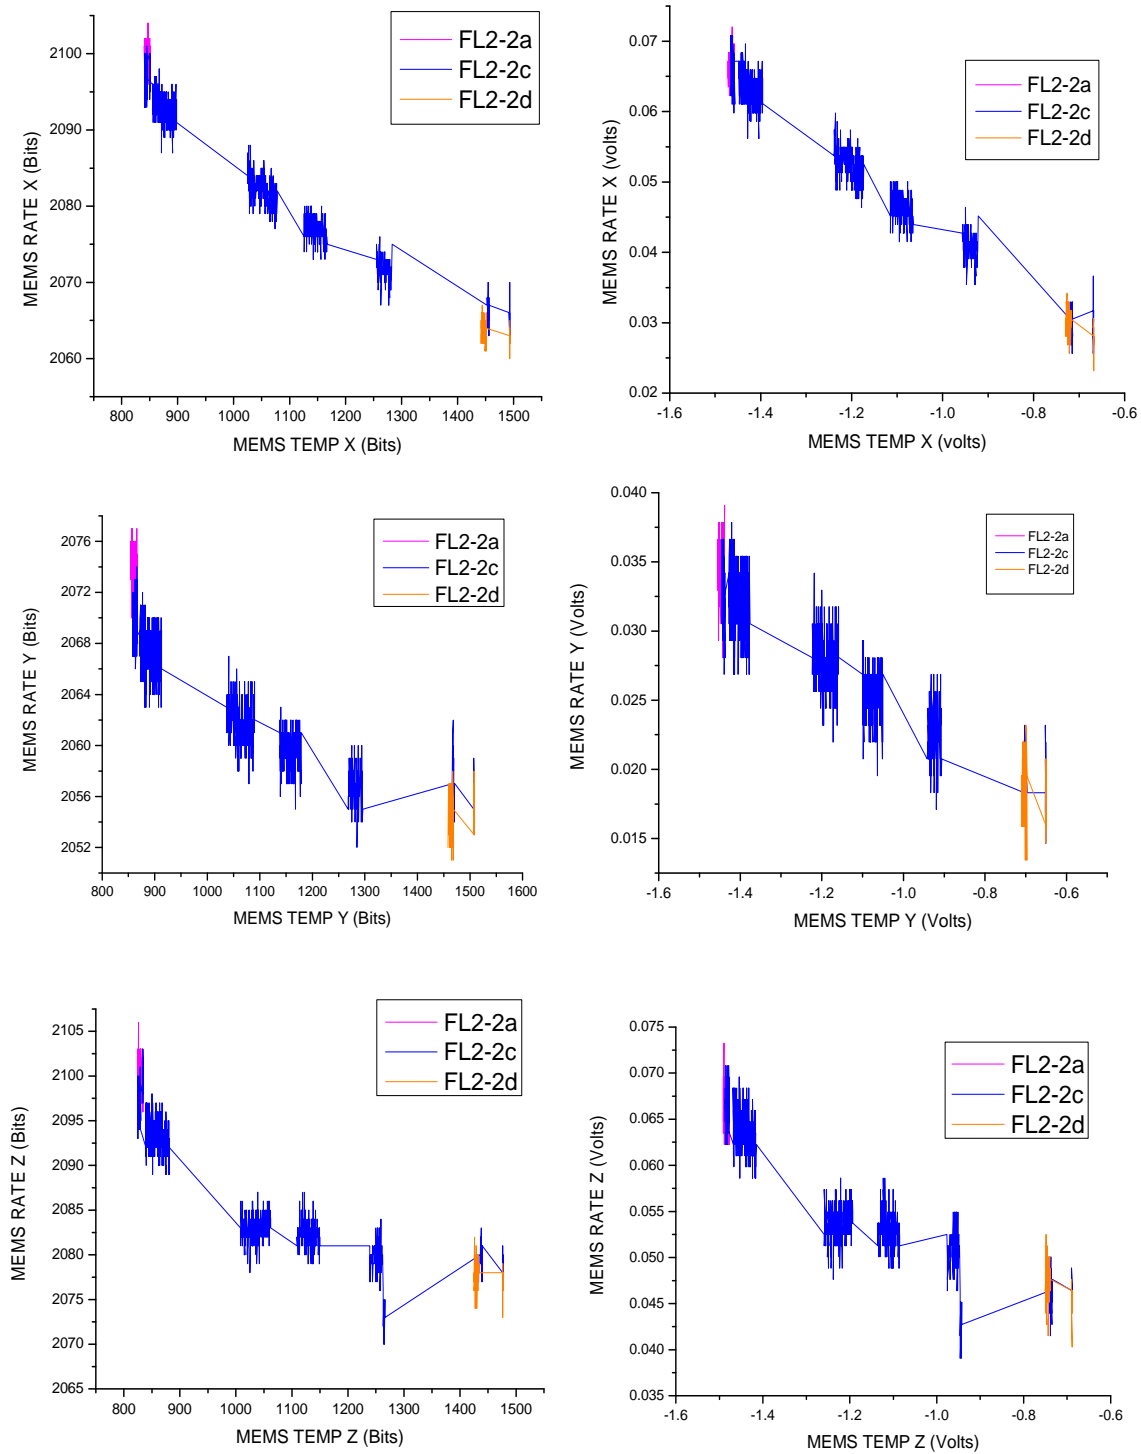 FL2-2a
FL2-2c
FL2-2d
2100
2090
2080
2070
2060
MEMS RATE X (Bits)
800 900 1000 1100 1200 1300 1400 1500
MEMS TEMP X (Bits)
FL2-2a
FL2-2c
FL2-2d
0.07
0.06
0.05
0.04
0.03
0.02
MEMS RATE X (volts)
-1.6 -1.4 -1.2 -1.0 -0.8 -0.6
MEMS TEMP X (volts)
FL2-2a
FL2-2c
FL2-2d
2076
2072
2068
2064
2060
2056
2052
MEMS RATE Y (Bits)
800 900 1000 1100 1200 1300 1400 1500 1600
MEMS TEMP Y (Bits)
FL2-2a
FL2-2c
FL2-2d
0.040
0.035
0.030
0.025
0.020
0.015
MEMS RATE Y (Volts)
-1.6 -1.4 -1.2 -1.0 -0.8 -0.6
MEMS TEMP Y (Volts)
FL2-2a
FL2-2c
FL2-2d
2105
2100
2095
2090
2085
2080
2075
2070
2065
MEMS RATE Z (Bits)
800 900 1000 1100 1200 1300 1400 1500
MEMS TEMP Z (Bits)
FL2-2a
FL2-2c
FL2-2d
0.075
0.070
0.065
0.060
0.055
0.050
0.045
0.040
0.035
MEMS RATE Z (Volts)
-1.6 -1.4 -1.2 -1.0 -0.8 -0.6
MEMS TEMP Z (Volts)